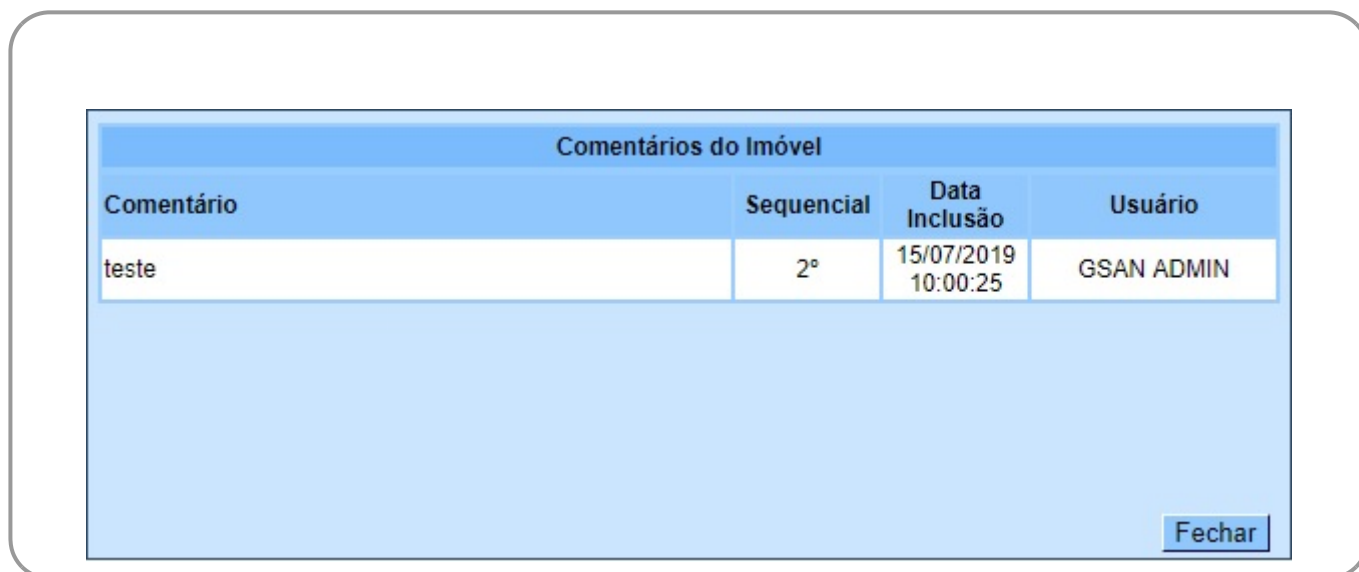 Comentários do Imóvel
Comentário Sequencial Data Inclusão Usuário
teste 2º 15/07/2019 10:00:25 GSAN ADMIN
Fechar